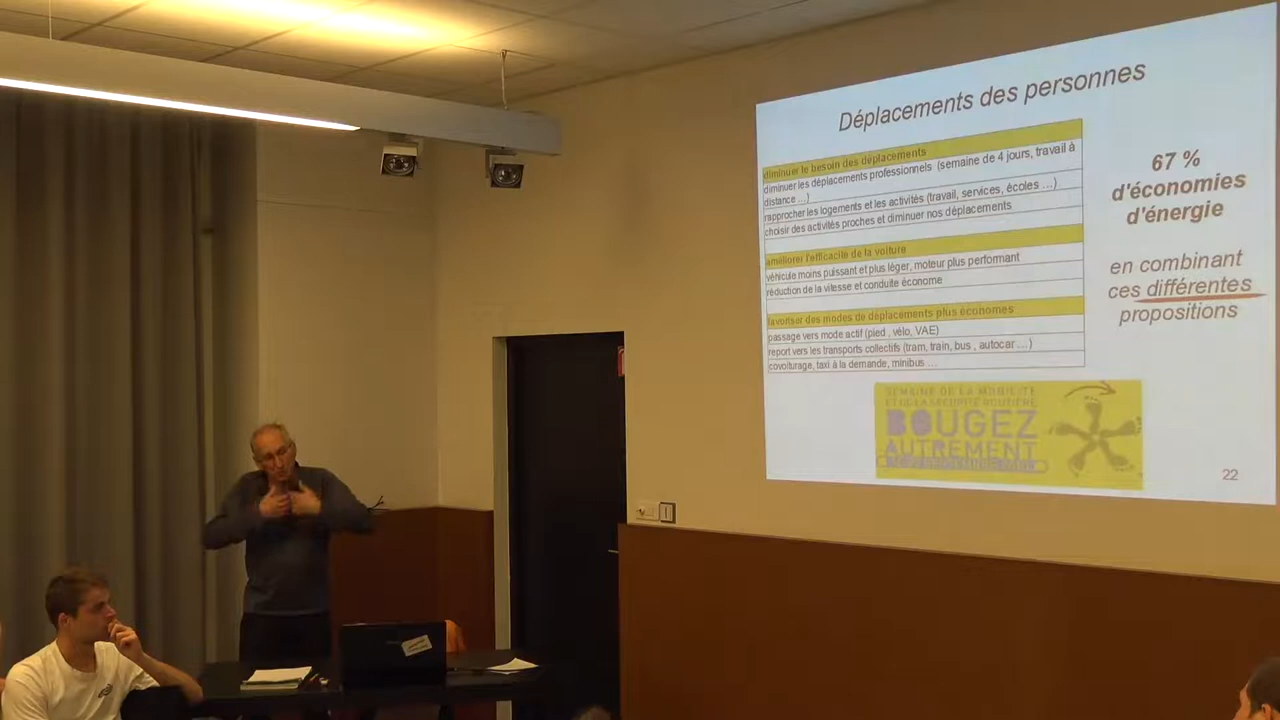 Déplacements des personnes
diminuer le besoin des déplacements
diminuer les déplacements professionnels (semaine de 4 jours, travail à
distance ...)
rapprocher les logements et les activités (travail, services, écoles ...)
choisir des activités proches et diminuer nos déplacements
améliorer l'efficacité de la voiture
véhicule moins puissant et plus léger, moteur plus performant
réduction de la vitesse et conduite économe
favoriser des modes de déplacements plus économes
passage vers mode actif (pied , vélo, VAE)
report vers les transports collectifs (tram, train, bus , autocar ...)
covoiturage, taxi à la demande, minibus ...
67 %
d'économies
d'énergie
en combinant
ces différentes
propositions
SEMAINE DE LA MOBILITÉ
ET DE LA SÉCURITÉ ROUTIÈRE
BOUGEZ
AUTREMENT
22